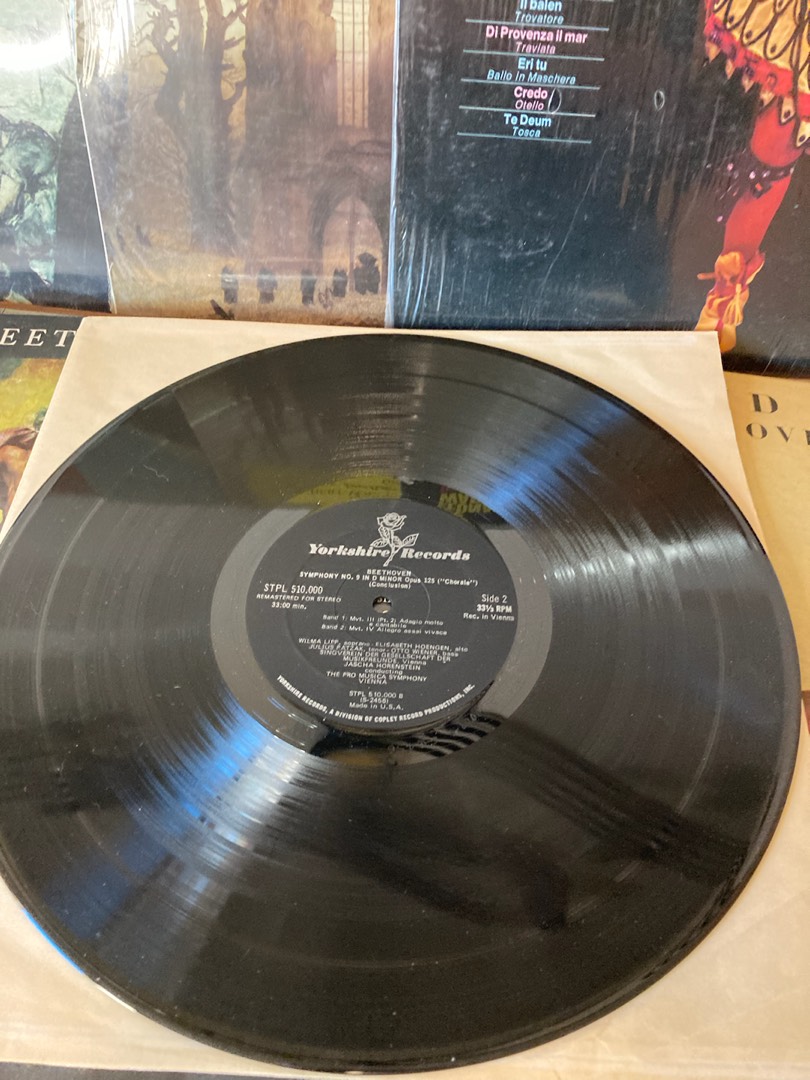 Il balen
Trovatore
Di Provenza il mar
Traviata
Eri tu
Ballo in Maschera
Credo
Otello
Te Deum
Tosca
EET
D
OVE
Yorkshire Records
BEETHOVEN
SYMPHONY NO. 9 IN D MINOR Opus 125 ("Chorale")
(Conclusion)
STPL 510,000
REMASTERED FOR STEREO
33:00 min.
Side 2
33⅓ RPM
Rec. in Vienna
Band 1: Mvt. III (Pt. 2) Adagio molto
e cantabile
Band 2: Mvt. IV Allegro assai vivace
WILMA LIPP, soprano - ELISABETH HOENGEN, alto
JULIUS PATZAK, tenor - OTTO WIENER, bass
SINGVEREIN DER GESELLSCHAFT DER
MUSIKFREUNDE, Vienna
JASCHA HORENSTEIN
conducting
THE PRO MUSICA SYMPHONY
VIENNA
STPL 510,000 B
(S-2456)
Made in U.S.A.
YORKSHIRE RECORDS, A DIVISION OF COPLEY RECORD PRODUCTIONS, INC.